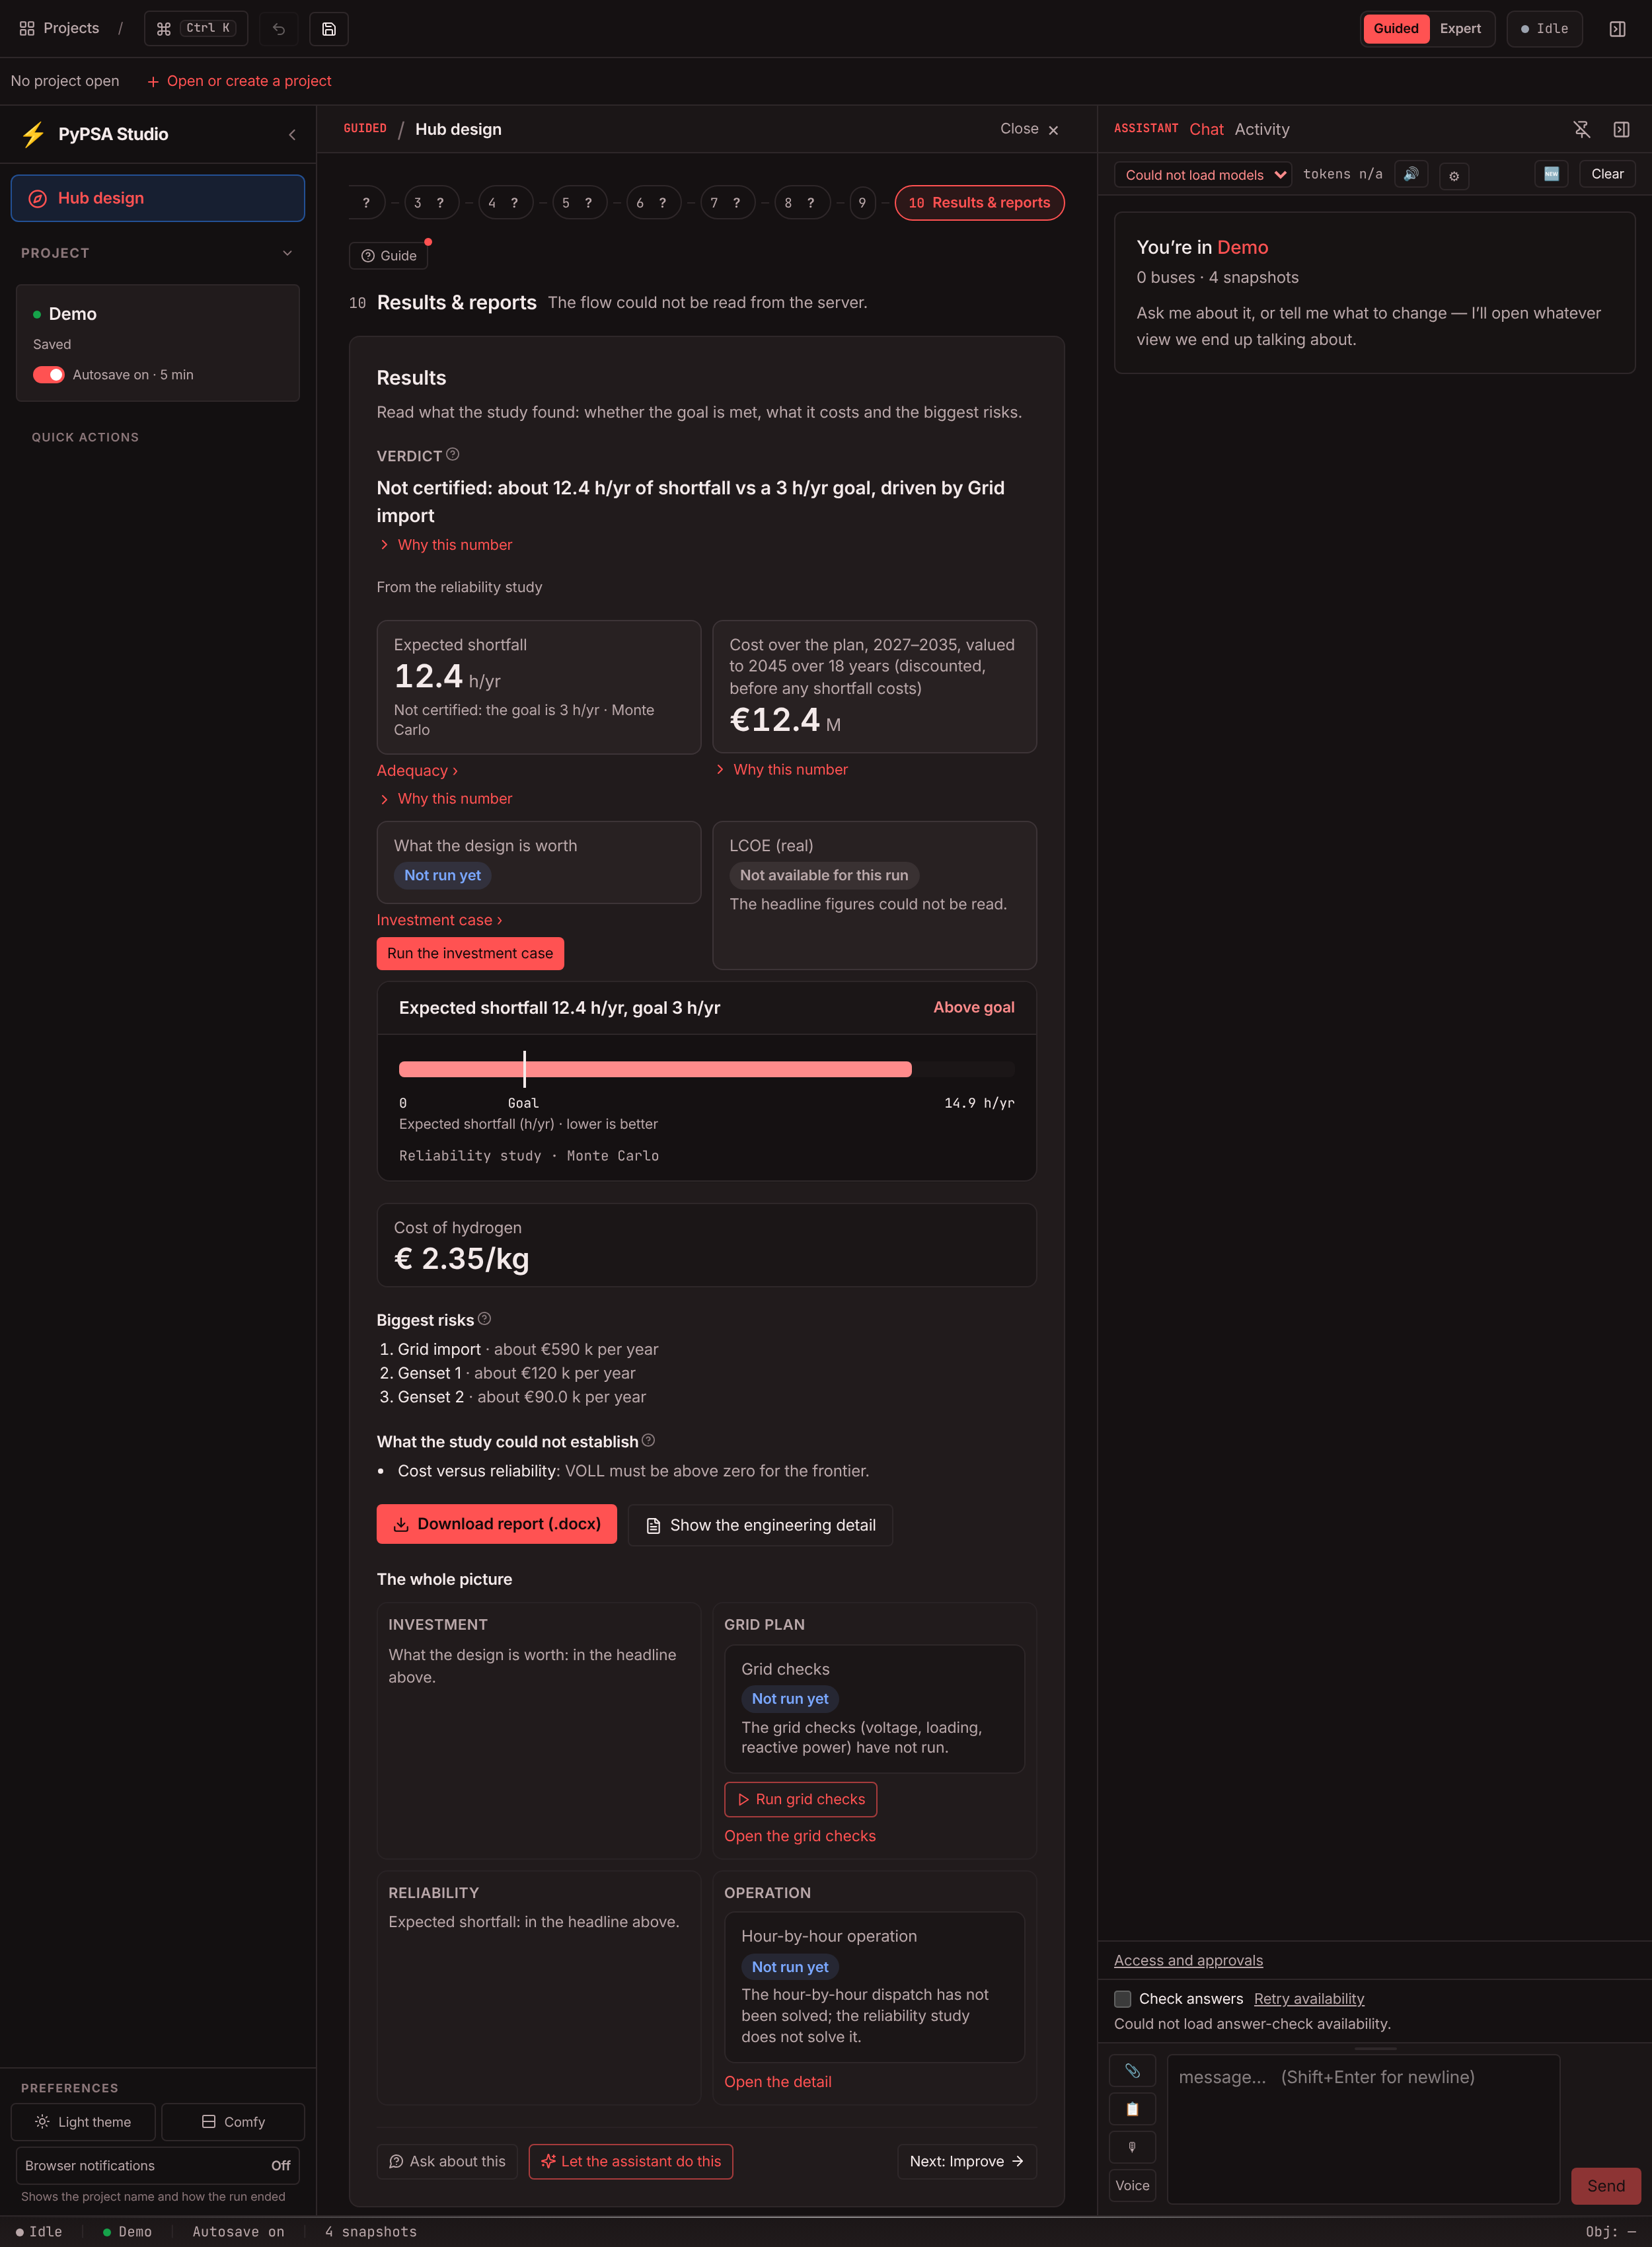 Projects / Ctrl K
Guided Expert Idle
No project open + Open or create a project
PyPSA Studio
Hub design
PROJECT
Demo
Saved
Autosave on · 5 min
QUICK ACTIONS
PREFERENCES
Light theme Comfy
Browser notifications Off
Shows the project name and how the run ended
GUIDED / Hub design Close ×
? 3 ? 4 ? 5 ? 6 ? 7 ? 8 ? 9 10 Results & reports
Guide
10 Results & reports The flow could not be read from the server.
Results
Read what the study found: whether the goal is met, what it costs and the biggest risks.
VERDICT
Not certified: about 12.4 h/yr of shortfall vs a 3 h/yr goal, driven by Grid
import
Why this number
From the reliability study
Expected shortfall
12.4 h/yr
Not certified: the goal is 3 h/yr · Monte
Carlo
Adequacy ›
Why this number
Cost over the plan, 2027–2035, valued
to 2045 over 18 years (discounted,
before any shortfall costs)
€12.4 M
Why this number
What the design is worth
Not run yet
Investment case ›
Run the investment case
LCOE (real)
Not available for this run
The headline figures could not be read.
Expected shortfall 12.4 h/yr, goal 3 h/yr Above goal
0 Goal 14.9 h/yr
Expected shortfall (h/yr) · lower is better
Reliability study · Monte Carlo
Cost of hydrogen
€ 2.35/kg
Biggest risks
1. Grid import · about €590 k per year
2. Genset 1 · about €120 k per year
3. Genset 2 · about €90.0 k per year
What the study could not establish
• Cost versus reliability: VOLL must be above zero for the frontier.
Download report (.docx) Show the engineering detail
The whole picture
INVESTMENT
What the design is worth: in the headline
above.
GRID PLAN
Grid checks
Not run yet
The grid checks (voltage, loading,
reactive power) have not run.
Run grid checks
Open the grid checks
RELIABILITY
Expected shortfall: in the headline above.
OPERATION
Hour-by-hour operation
Not run yet
The hour-by-hour dispatch has not
been solved; the reliability study
does not solve it.
Open the detail
Ask about this Let the assistant do this Next: Improve →
ASSISTANT Chat Activity
Could not load models tokens n/a NEW Clear
You're in Demo
0 buses · 4 snapshots
Ask me about it, or tell me what to change — I'll open whatever
view we end up talking about.
Access and approvals
Check answers Retry availability
Could not load answer-check availability.
message... (Shift+Enter for newline)
Voice
Send
Idle Demo Autosave on 4 snapshots Obj: —